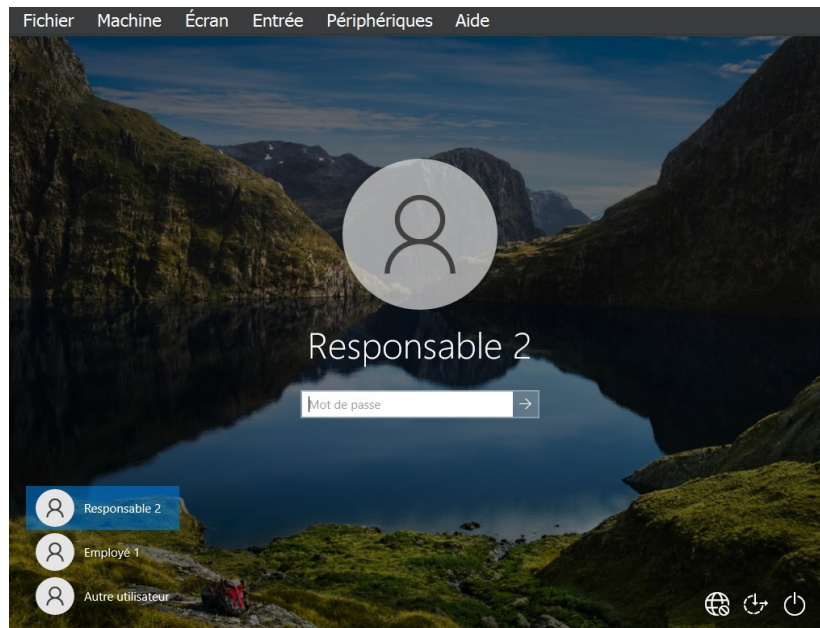 Fichier Machine Écran Entrée Périphériques Aide
Responsable 2
Mot de passe
Responsable 2
Employé 1
Autre utilisateur